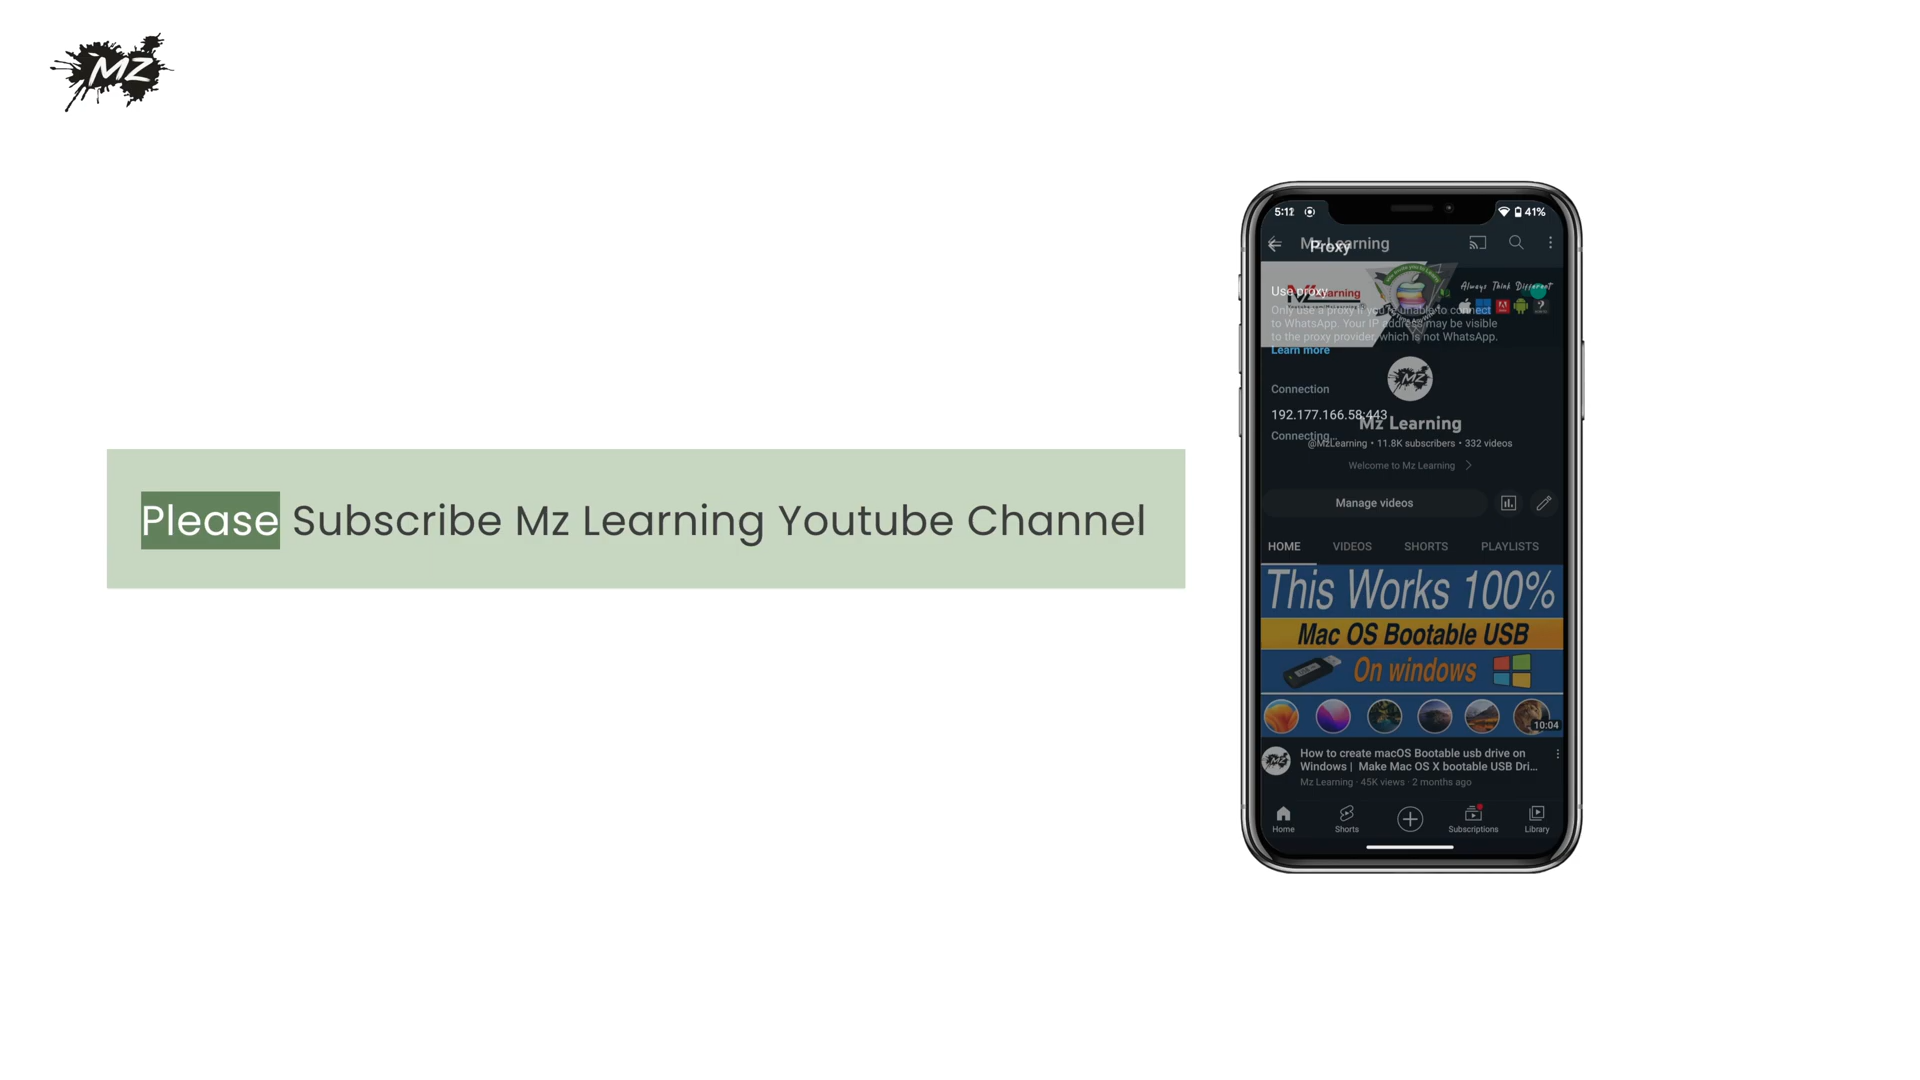 MZ
Please Subscribe Mz Learning Youtube Channel
5:12
41%
Mz Learning
Proxy
Use proxy
Always Think Different
Only use a proxy if you're unable to connect
to WhatsApp. Your IP address may be visible
to the proxy provider, which is not WhatsApp.
Learn more
Connection
192.177.166.58:443
Mz Learning
Connecting...
@MzLearning • 11.8K subscribers • 332 videos
Welcome to Mz Learning
Manage videos
HOME VIDEOS SHORTS PLAYLISTS
This Works 100%
Mac OS Bootable USB
On windows
10:04
How to create macOS Bootable usb drive on
Windows | Make Mac OS X bootable USB Dri...
Mz Learning · 45K views · 2 months ago
Home Shorts Subscriptions Library